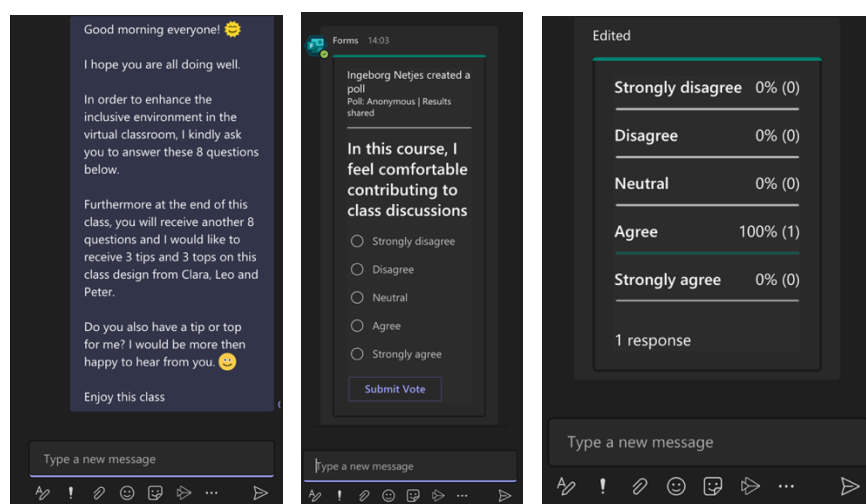 Good morning everyone! 🌞
I hope you are all doing well.
In order to enhance the
inclusive environment in the
virtual classroom, I kindly ask
you to answer these 8 questions
below.
Furthermore at the end of this
class, you will receive another 8
questions and I would like to
receive 3 tips and 3 tops on this
class design from Clara, Leo and
Peter.
Do you also have a tip or top
for me? I would be more then
happy to hear from you. 🙂
Enjoy this class
Type a new message
Forms 14:03
Ingeborg Netjes created a
poll
Poll: Anonymous | Results
shared
In this course, I
feel comfortable
contributing to
class discussions
Strongly disagree
Disagree
Neutral
Agree
Strongly agree
Submit Vote
Type a new message
Edited
Strongly disagree 0% (0)
Disagree 0% (0)
Neutral 0% (0)
Agree 100% (1)
Strongly agree 0% (0)
1 response
Type a new message